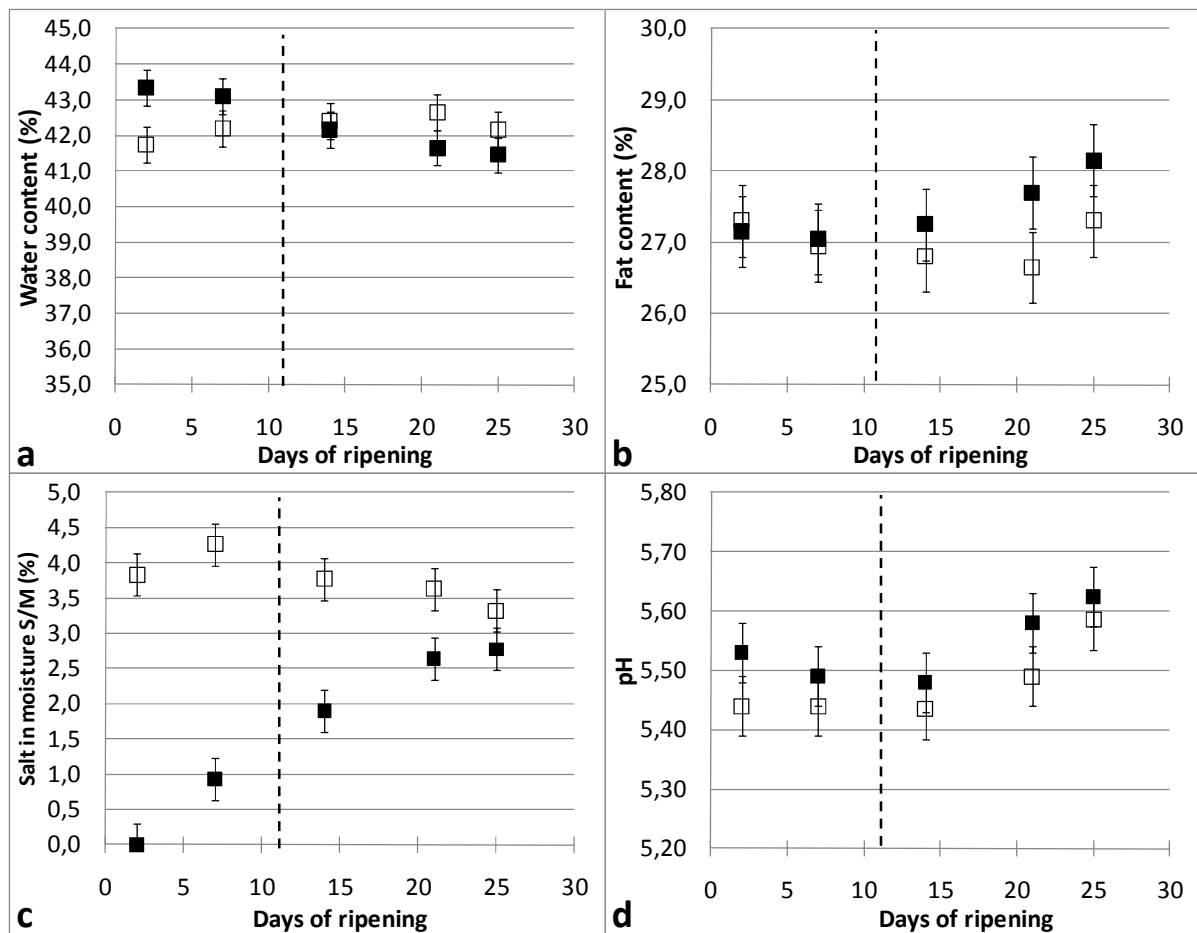 45,0
44,0
43,0
42,0
41,0
40,0
39,0
38,0
37,0
36,0
35,0
Water content (%)
0 5 10 15 20 25 30
Days of ripening
a
30,0
29,0
28,0
27,0
26,0
25,0
Fat content (%)
0 5 10 15 20 25 30
Days of ripening
b
5,0
4,5
4,0
3,5
3,0
2,5
2,0
1,5
1,0
0,5
0,0
Salt in moisture S/M (%)
0 5 10 15 20 25 30
Days of ripening
c
5,80
5,70
5,60
5,50
5,40
5,30
5,20
pH
0 5 10 15 20 25 30
Days of ripening
d